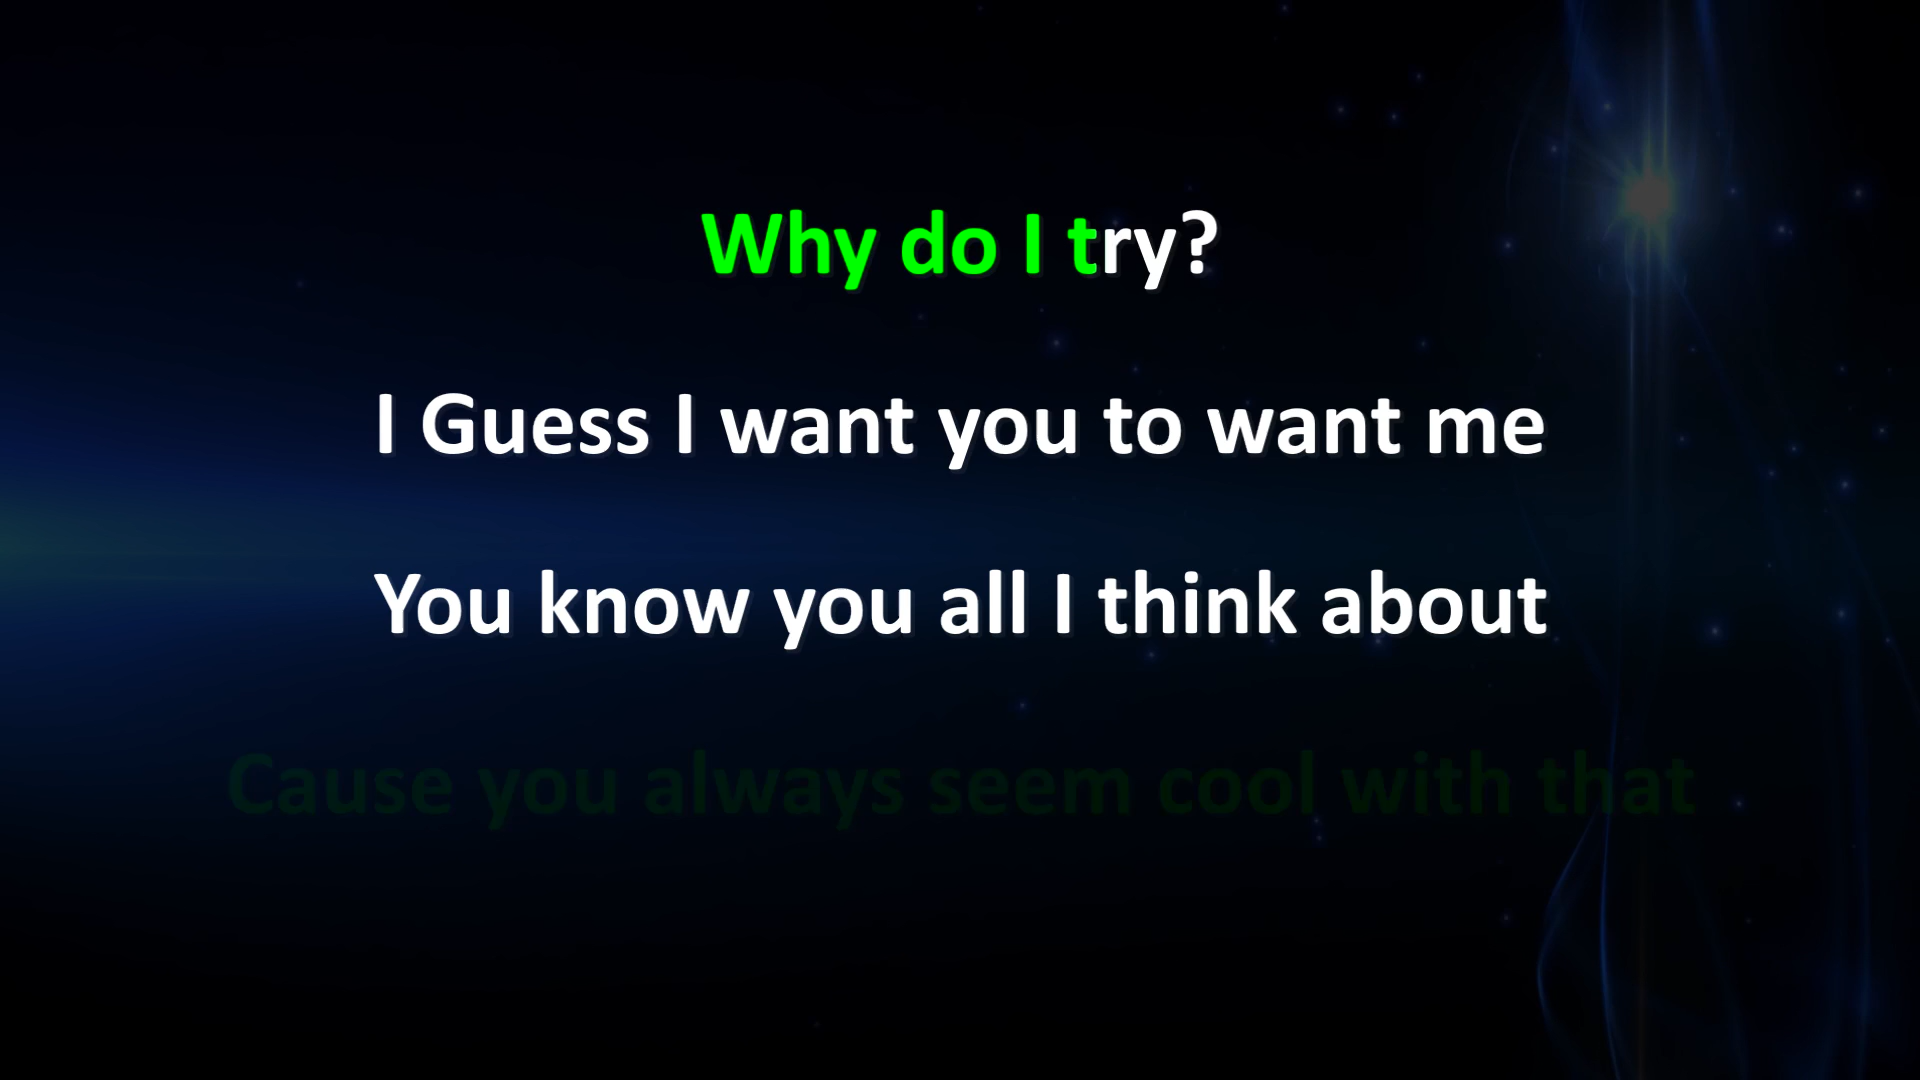 Why do I try?
I Guess I want you to want me
You know you all I think about
Cause you always seem cool with that